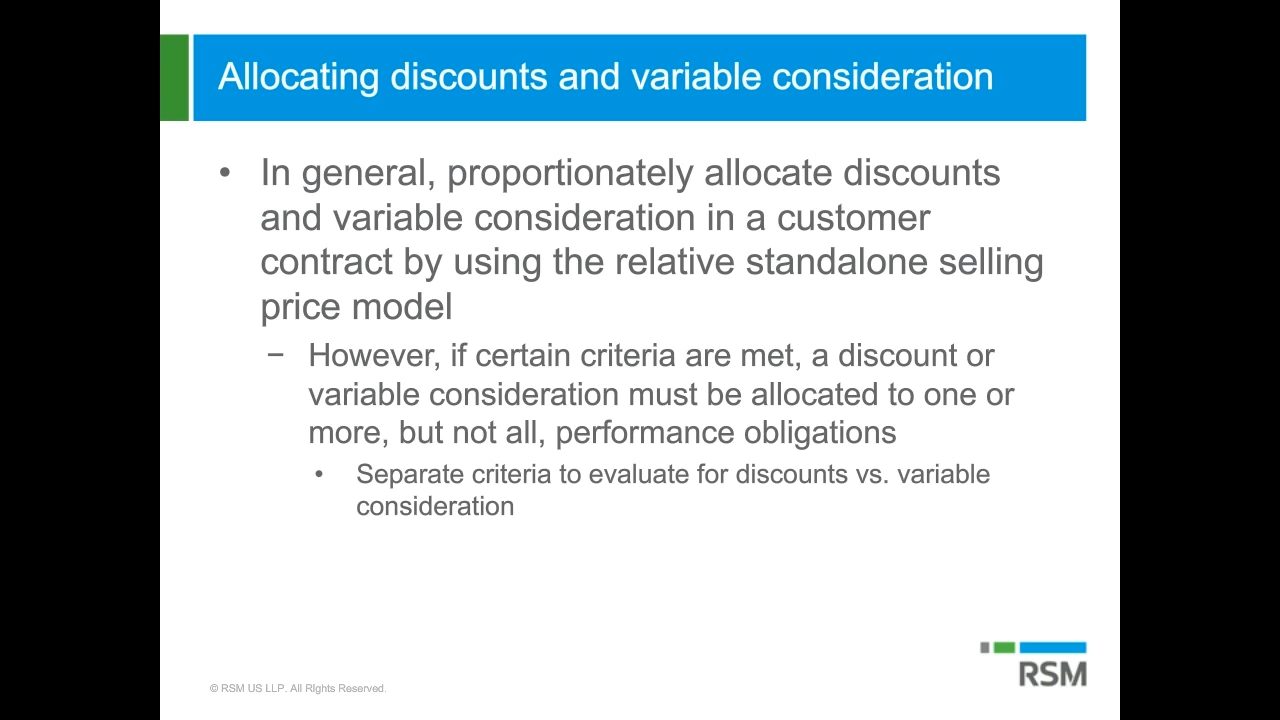 Allocating discounts and variable consideration
• In general, proportionately allocate discounts
and variable consideration in a customer
contract by using the relative standalone selling
price model
− However, if certain criteria are met, a discount or
variable consideration must be allocated to one or
more, but not all, performance obligations
• Separate criteria to evaluate for discounts vs. variable
consideration
RSM
© RSM US LLP. All Rights Reserved.